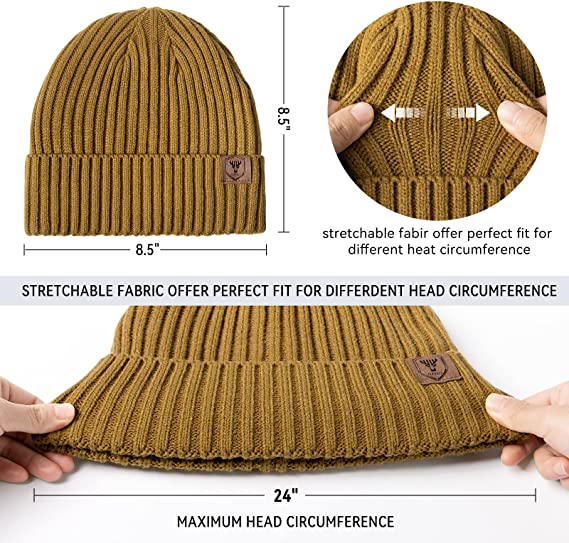 8.5"
8.5"
stretchable fabir offer perfect fit for
different heat circumference
STRETCHABLE FABRIC OFFER PERFECT FIT FOR DIFFERDENT HEAD CIRCUMFERENCE
24"
MAXIMUM HEAD CIRCUMFERENCE